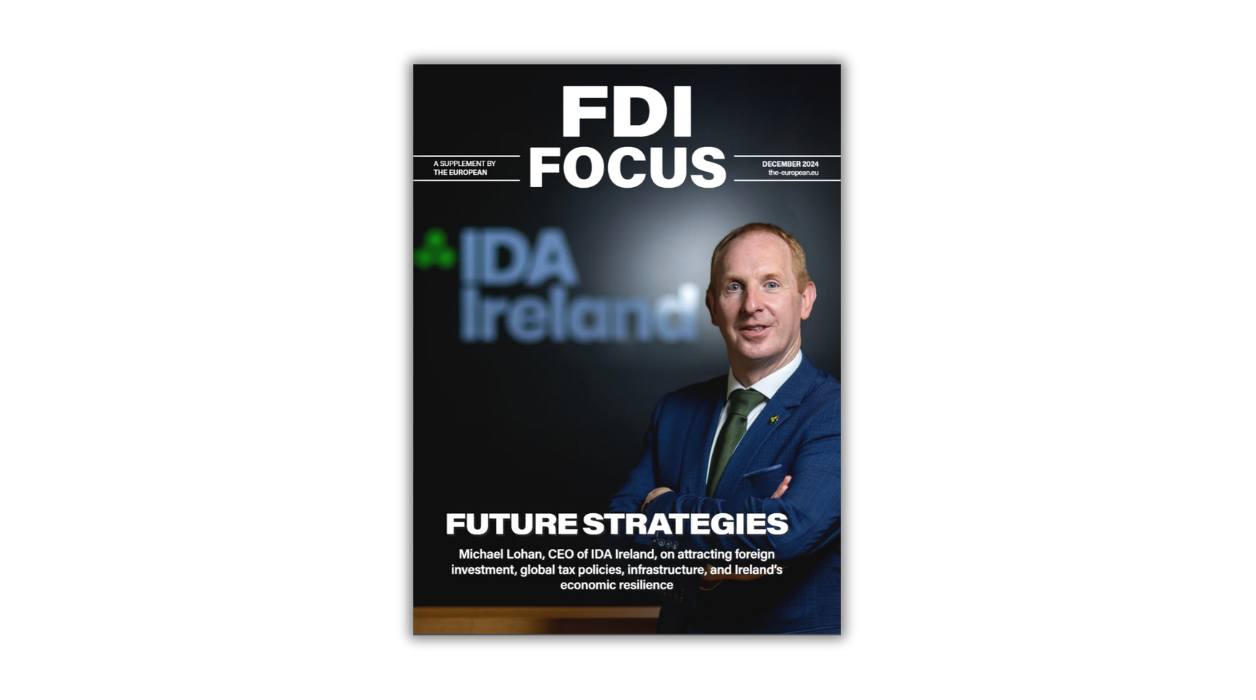 FDI
FOCUS
A SUPPLEMENT BY
THE EUROPEAN
DECEMBER 2024
the-european.eu
IDA
Ireland
FUTURE STRATEGIES
Michael Lohan, CEO of IDA Ireland, on attracting foreign
investment, global tax policies, infrastructure, and Ireland's
economic resilience